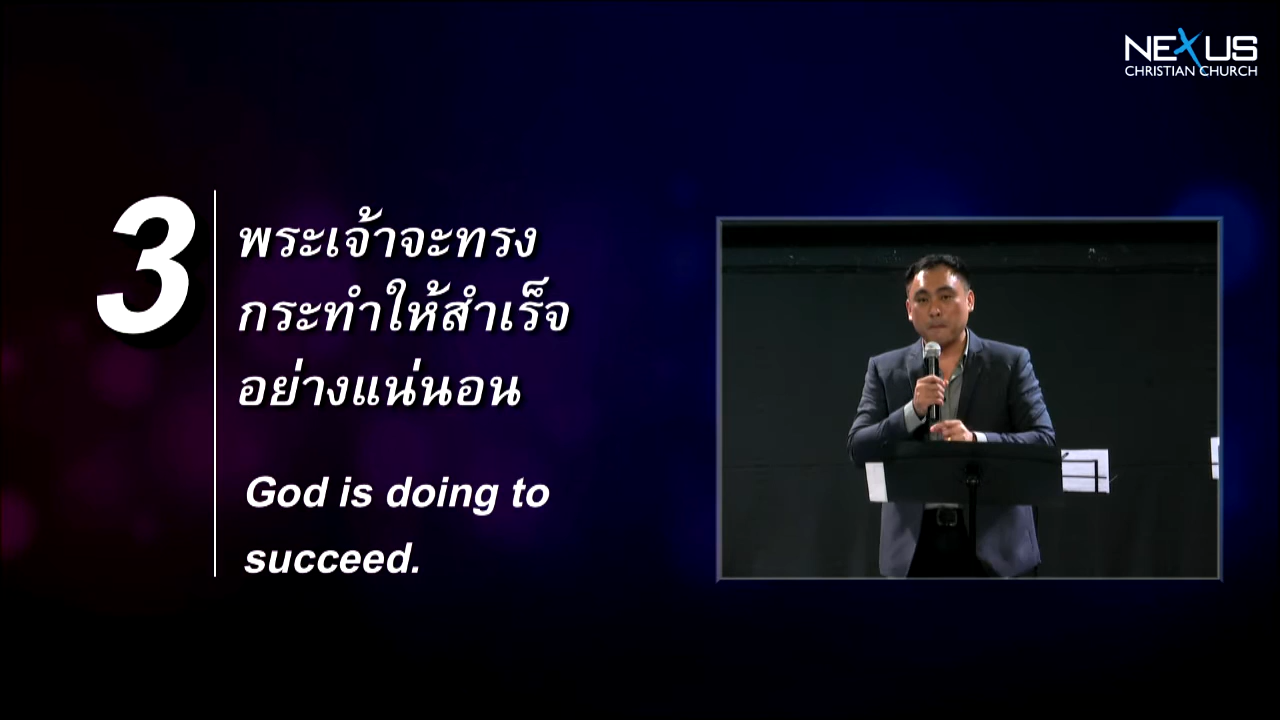 NEXUS
CHRISTIAN CHURCH
3
พระเจ้าจะทรง
กระทำให้สำเร็จ
อย่างแน่นอน
God is doing to
succeed.